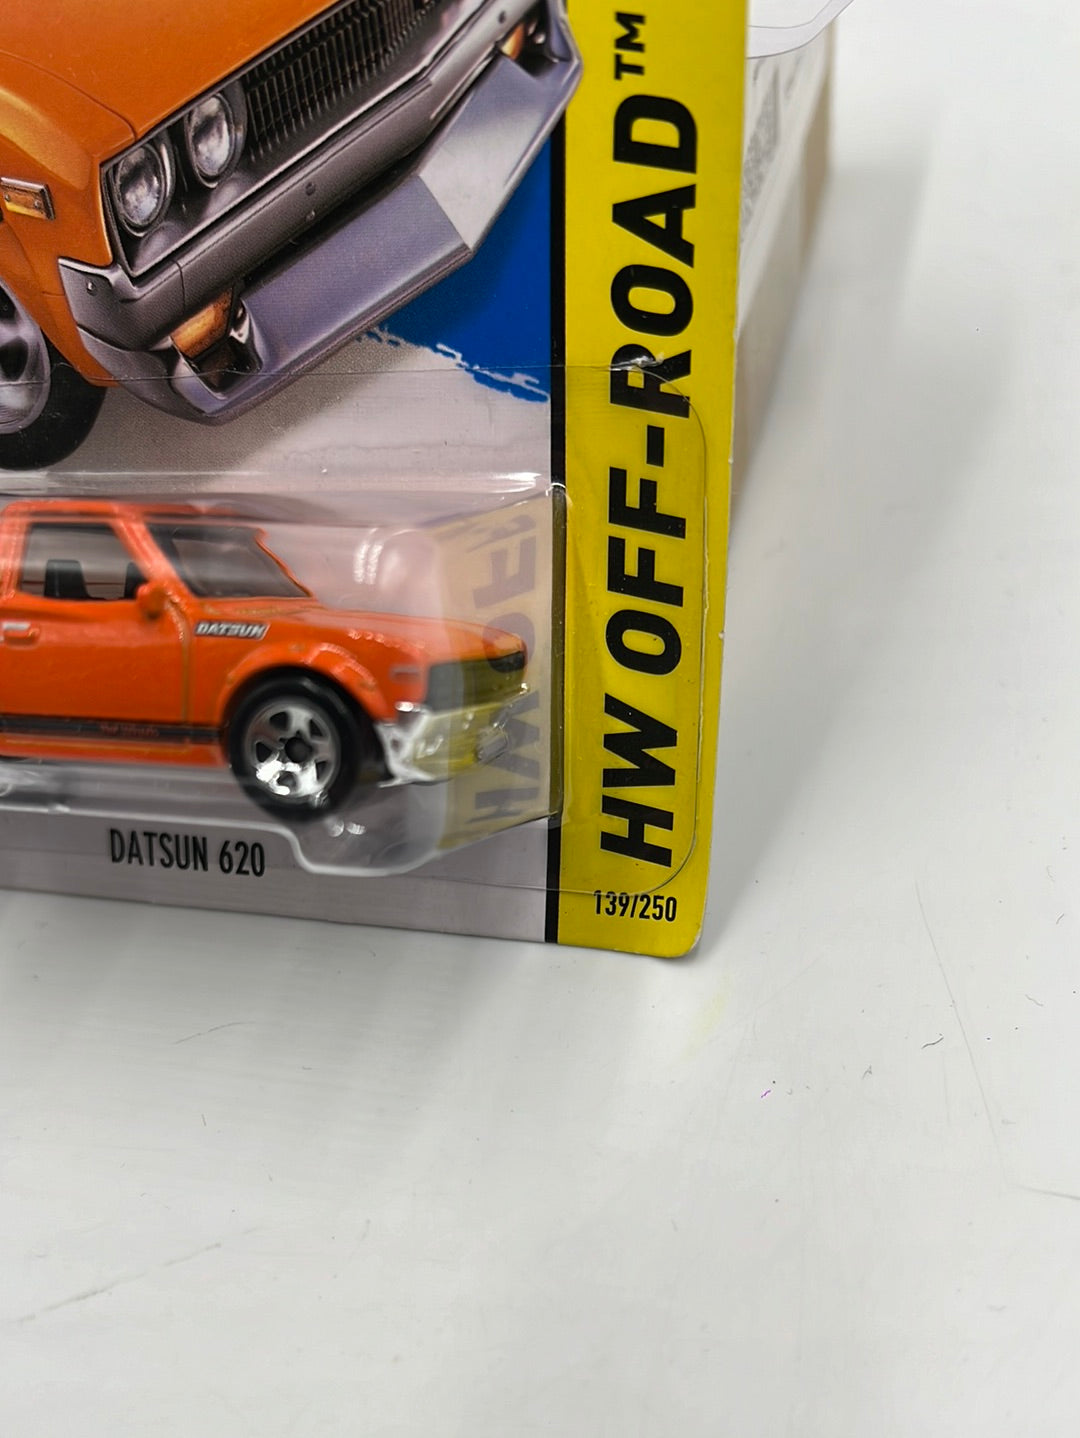 HW OFF-ROAD™
DATSUN
DATSUN 620
139/250